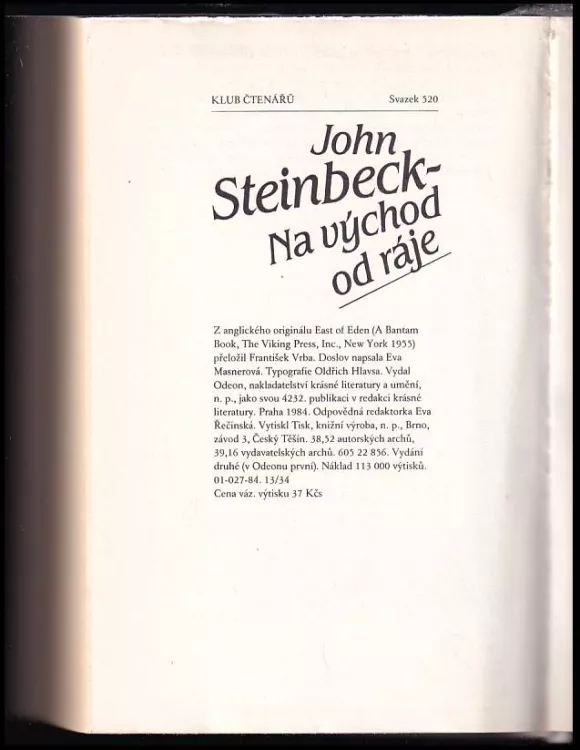 KLUB ČTENÁŘŮ Svazek 520
John
Steinbeck-
Na východ
od ráje
Z anglického originálu East of Eden (A Bantam
Book, The Viking Press, Inc., New York 1955)
přeložil František Vrba. Doslov napsala Eva
Masnerová. Typografie Oldřich Hlavsa. Vydal
Odeon, nakladatelství krásné literatury a umění,
n. p., jako svou 4232. publikaci v redakci krásné
literatury. Praha 1984. Odpovědná redaktorka Eva
Řečinská. Vytiskl Tisk, knižní výroba, n. p., Brno,
závod 3, Český Těšín. 38,52 autorských archů,
39,16 vydavatelských archů. 605 22 856. Vydání
druhé (v Odeonu první). Náklad 113 000 výtisků.
01-027-84. 13/34
Cena váz. výtisku 37 Kčs